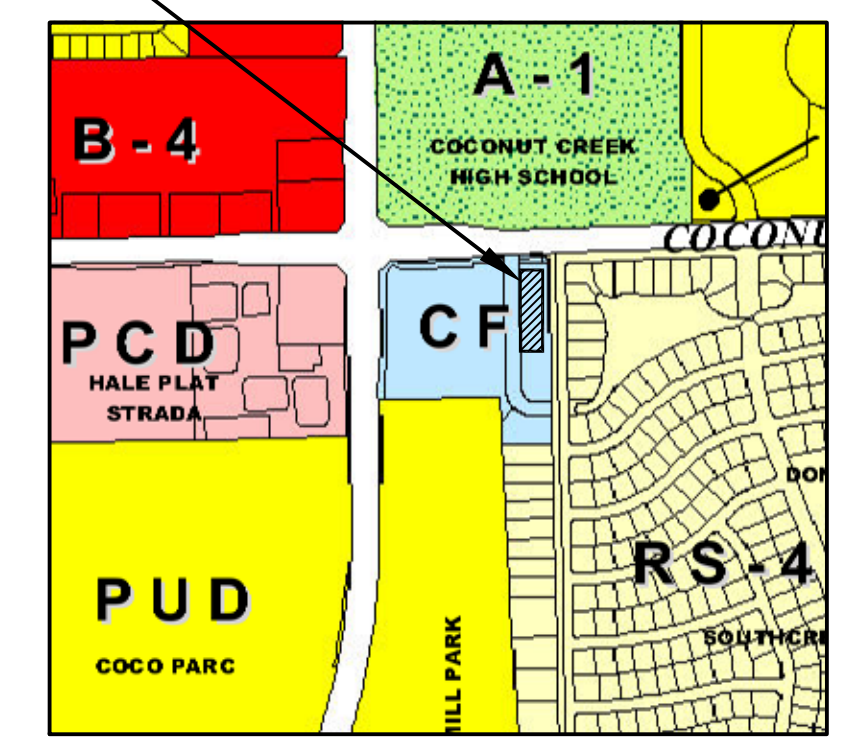 A - 1
B - 4
COCONUT CREEK
HIGH SCHOOL
COCONU
C F
P C D
HALE PLAT
STRADA
DON
R S - 4
P U D
SOUTHCRE
COCO PARC
MILL PARK